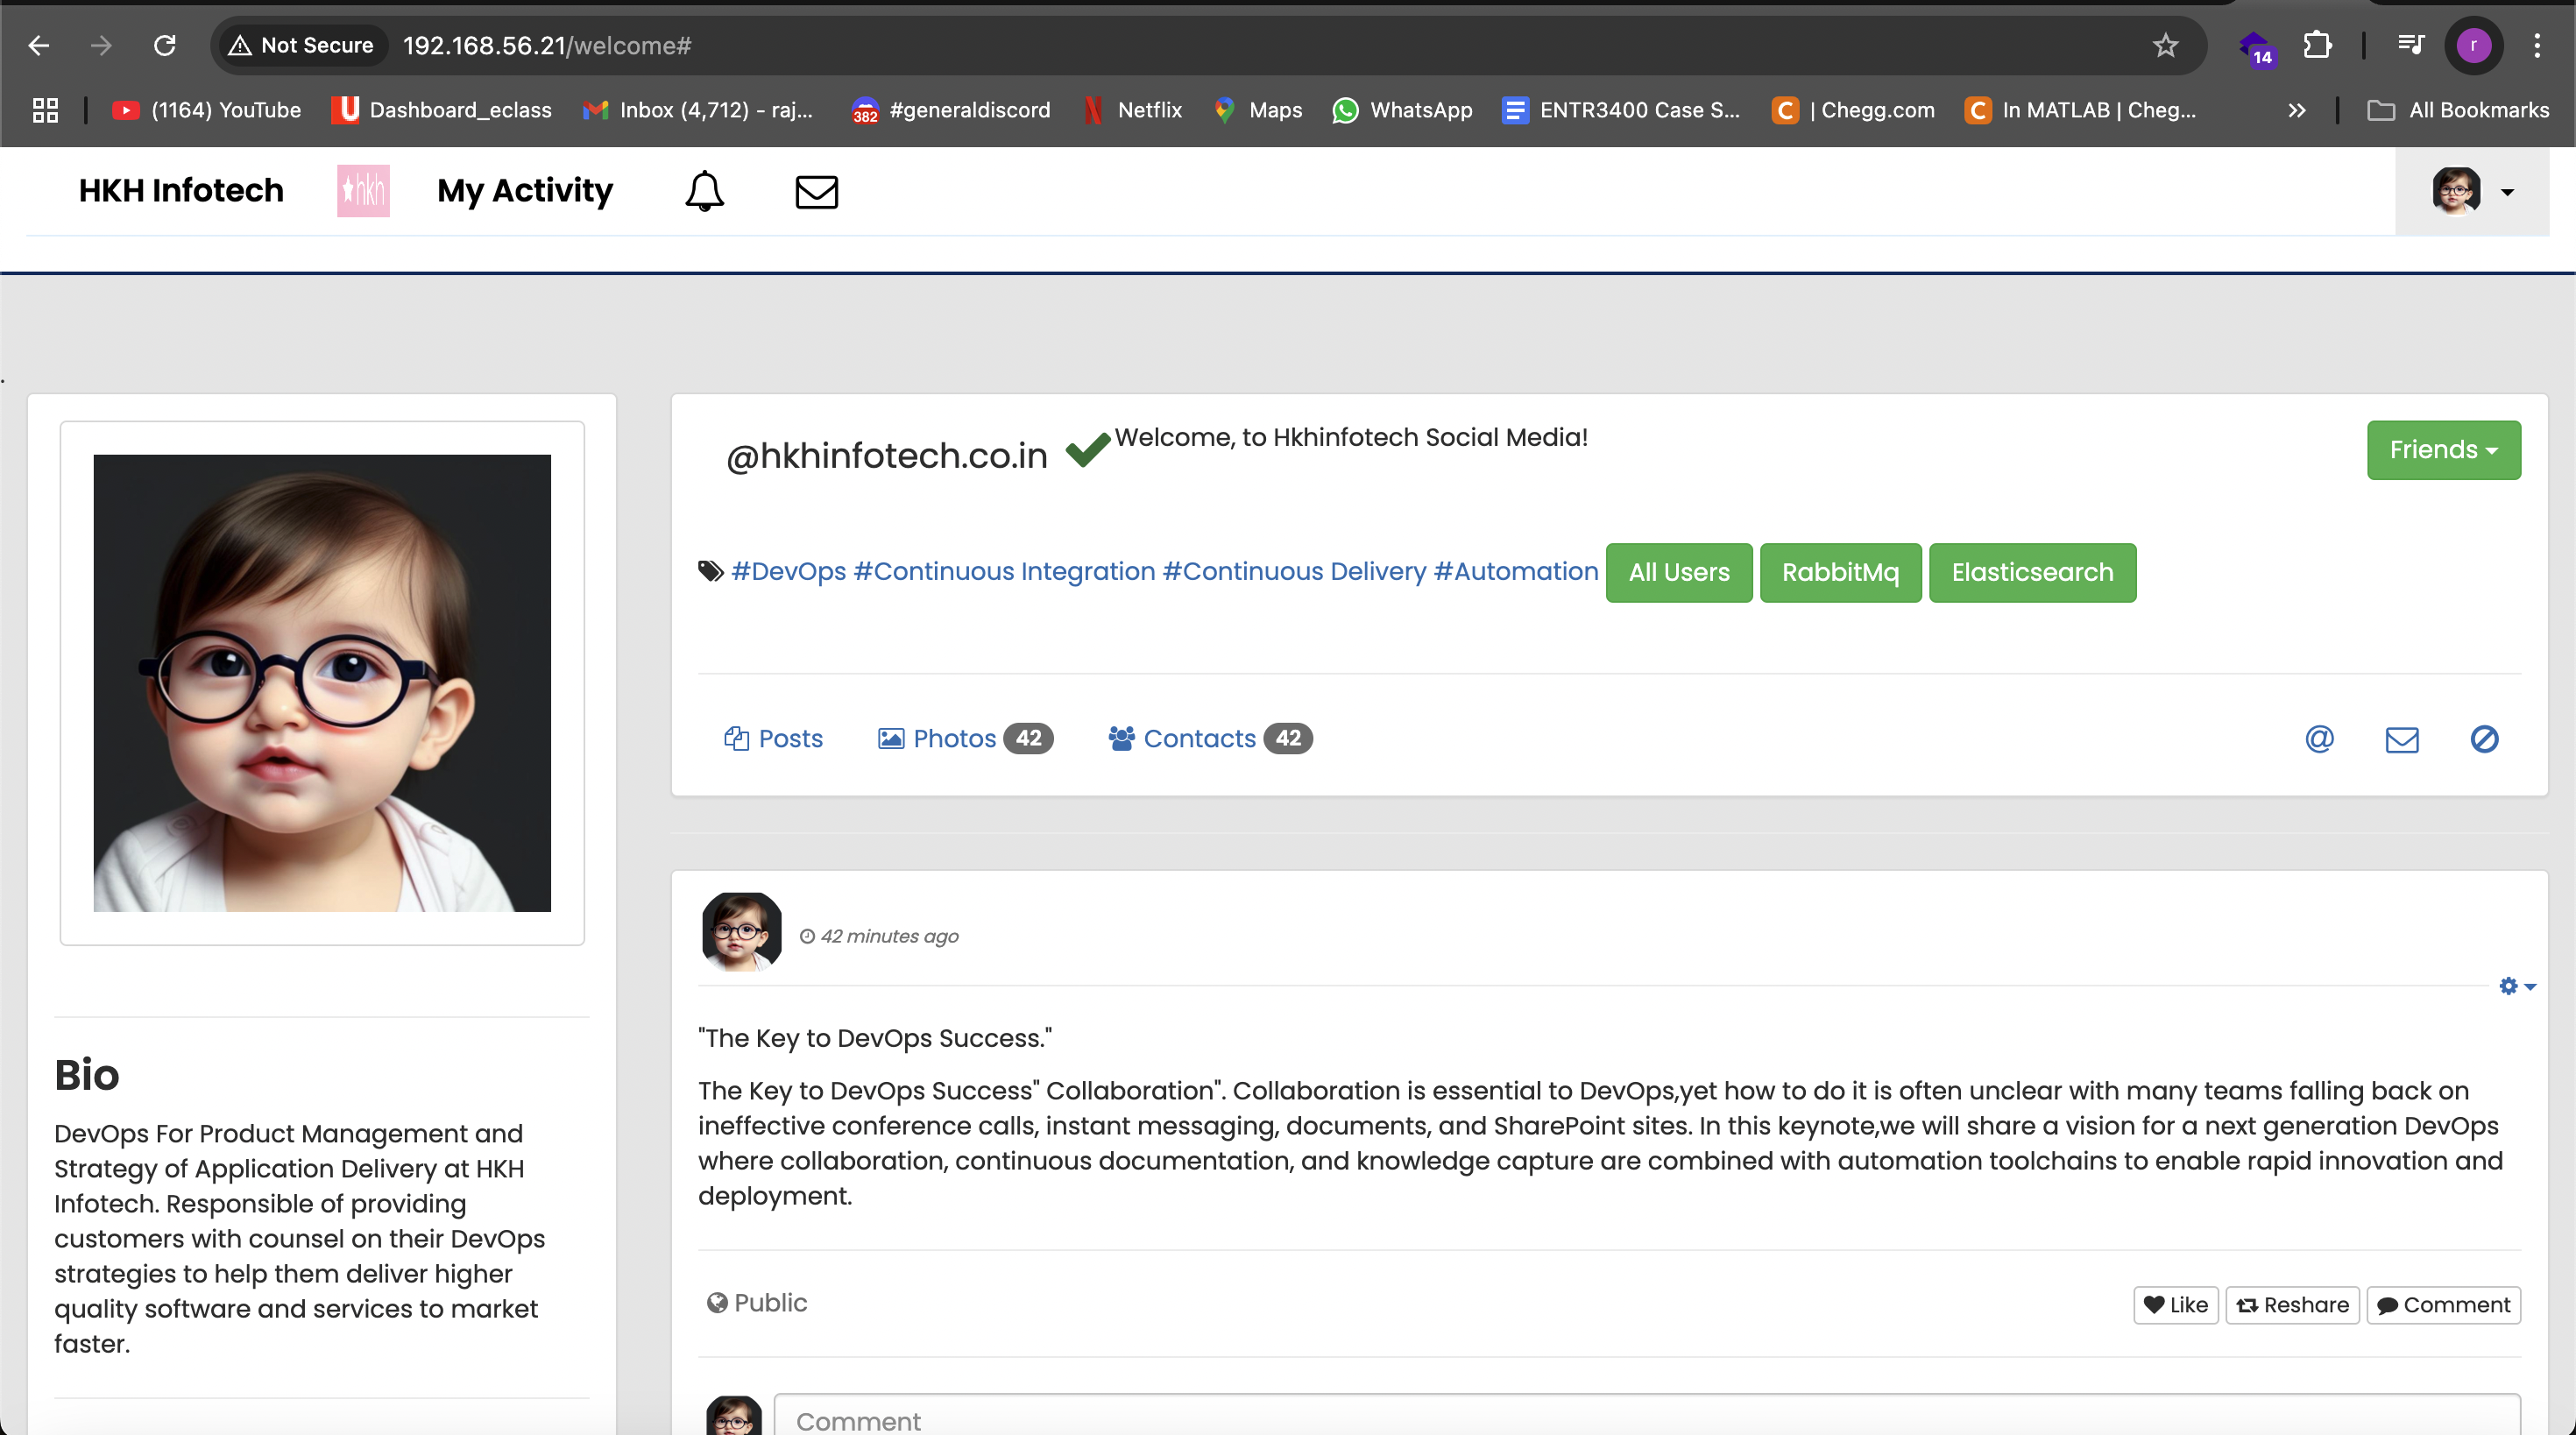 Not Secure 192.168.56.21/welcome#
14
r
(1164) YouTube
Dashboard_eclass
Inbox (4,712) - raj...
382
#generaldiscord
Netflix
Maps
WhatsApp
ENTR3400 Case S...
| Chegg.com
In MATLAB | Cheg...
All Bookmarks
HKH Infotech
hkh
My Activity
@hkhinfotech.co.in
Welcome, to Hkhinfotech Social Media!
Friends
#DevOps #Continuous Integration #Continuous Delivery #Automation
All Users
RabbitMq
Elasticsearch
Posts
Photos 42
Contacts 42
42 minutes ago
"The Key to DevOps Success."
The Key to DevOps Success" Collaboration". Collaboration is essential to DevOps,yet how to do it is often unclear with many teams falling back on
ineffective conference calls, instant messaging, documents, and SharePoint sites. In this keynote,we will share a vision for a next generation DevOps
where collaboration, continuous documentation, and knowledge capture are combined with automation toolchains to enable rapid innovation and
deployment.
Public
Like
Reshare
Comment
Comment
Bio
DevOps For Product Management and
Strategy of Application Delivery at HKH
Infotech. Responsible of providing
customers with counsel on their DevOps
strategies to help them deliver higher
quality software and services to market
faster.